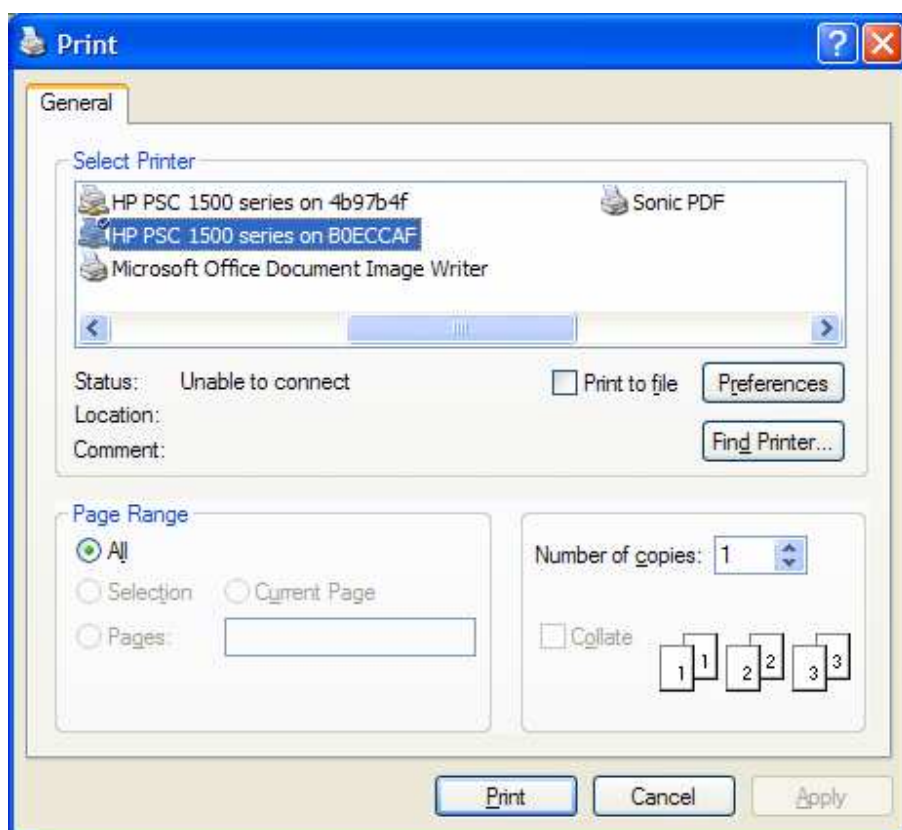 Print
General
Select Printer
HP PSC 1500 series on 4b97b4f
Sonic PDF
HP PSC 1500 series on B0ECCAF
Microsoft Office Document Image Writer
Status: Unable to connect
Print to file
Preferences
Location:
Comment:
Find Printer...
Page Range
All
Number of copies: 1
Selection
Current Page
Pages:
Collate
1 1 2 2 3 3
Print
Cancel
Apply